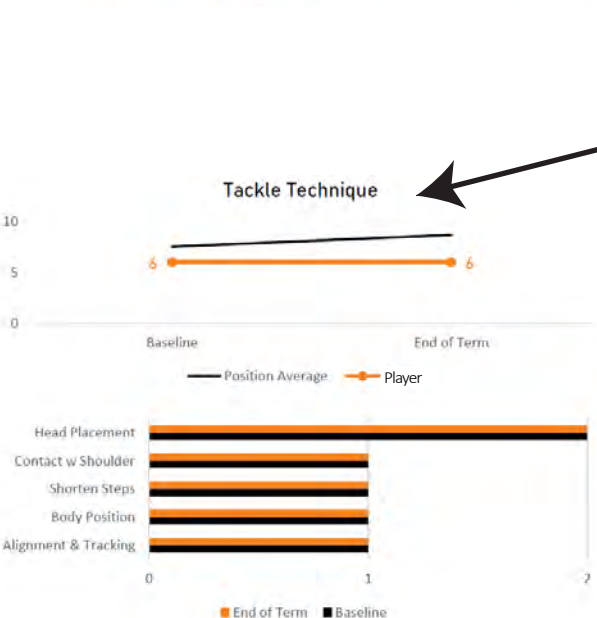 Tackle Technique
10
5
0
6
6
Baseline
End of Term
Position Average
Player
Head Placement
Contact w Shoulder
Shorten Steps
Body Position
Alignment & Tracking
0
1
2
End of Term
Baseline